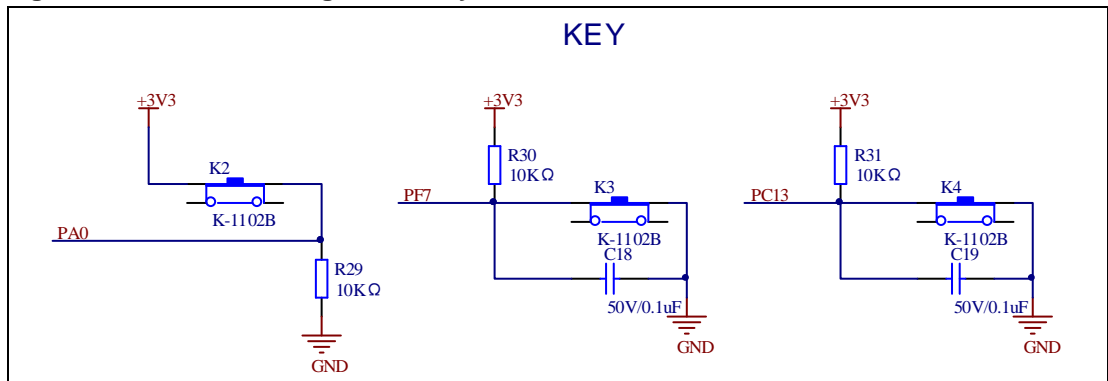 KEY
+3V3
K2
K-1102B
PA0
R29
10KΩ
GND
+3V3
R30
10KΩ
PF7
K3
K-1102B
C18
50V/0.1uF
GND
+3V3
R31
10KΩ
PC13
K4
K-1102B
C19
50V/0.1uF
GND